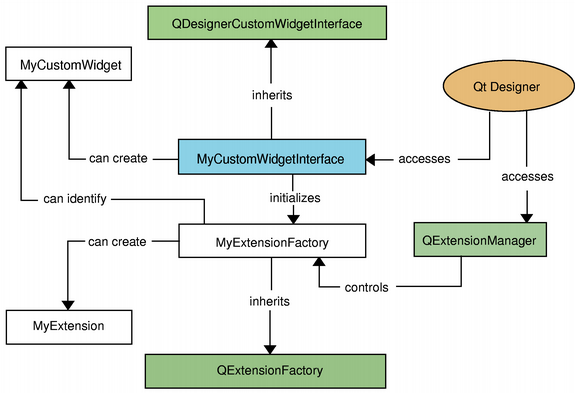 QDesignerCustomWidgetInterface
MyCustomWidget
Qt Designer
inherits
can create
MyCustomWidgetInterface
accesses
accesses
can identify
initializes
can create
MyExtensionFactory
QExtensionManager
controls
inherits
MyExtension
QExtensionFactory